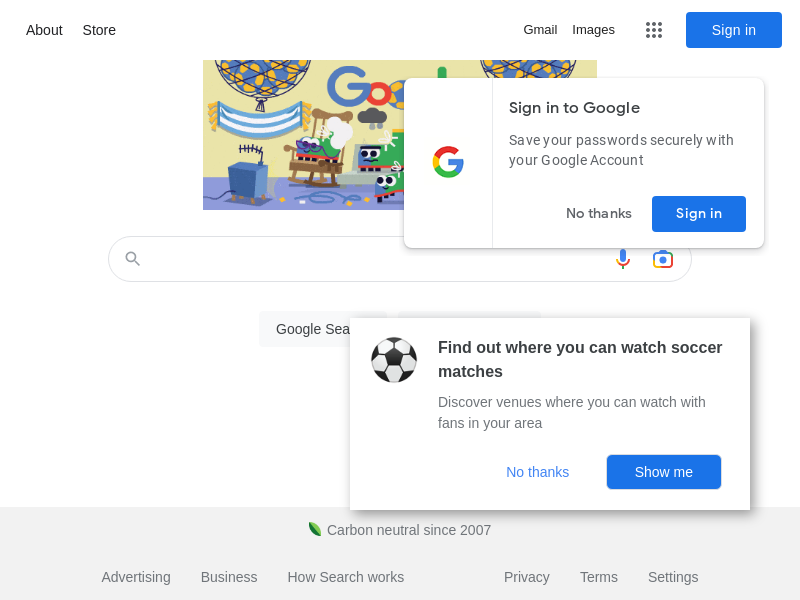 About Store Gmail Images Sign in
Sign in to Google
Save your passwords securely with
your Google Account
No thanks Sign in
Google Sea
Find out where you can watch soccer
matches
Discover venues where you can watch with
fans in your area
No thanks Show me
Carbon neutral since 2007
Advertising Business How Search works Privacy Terms Settings